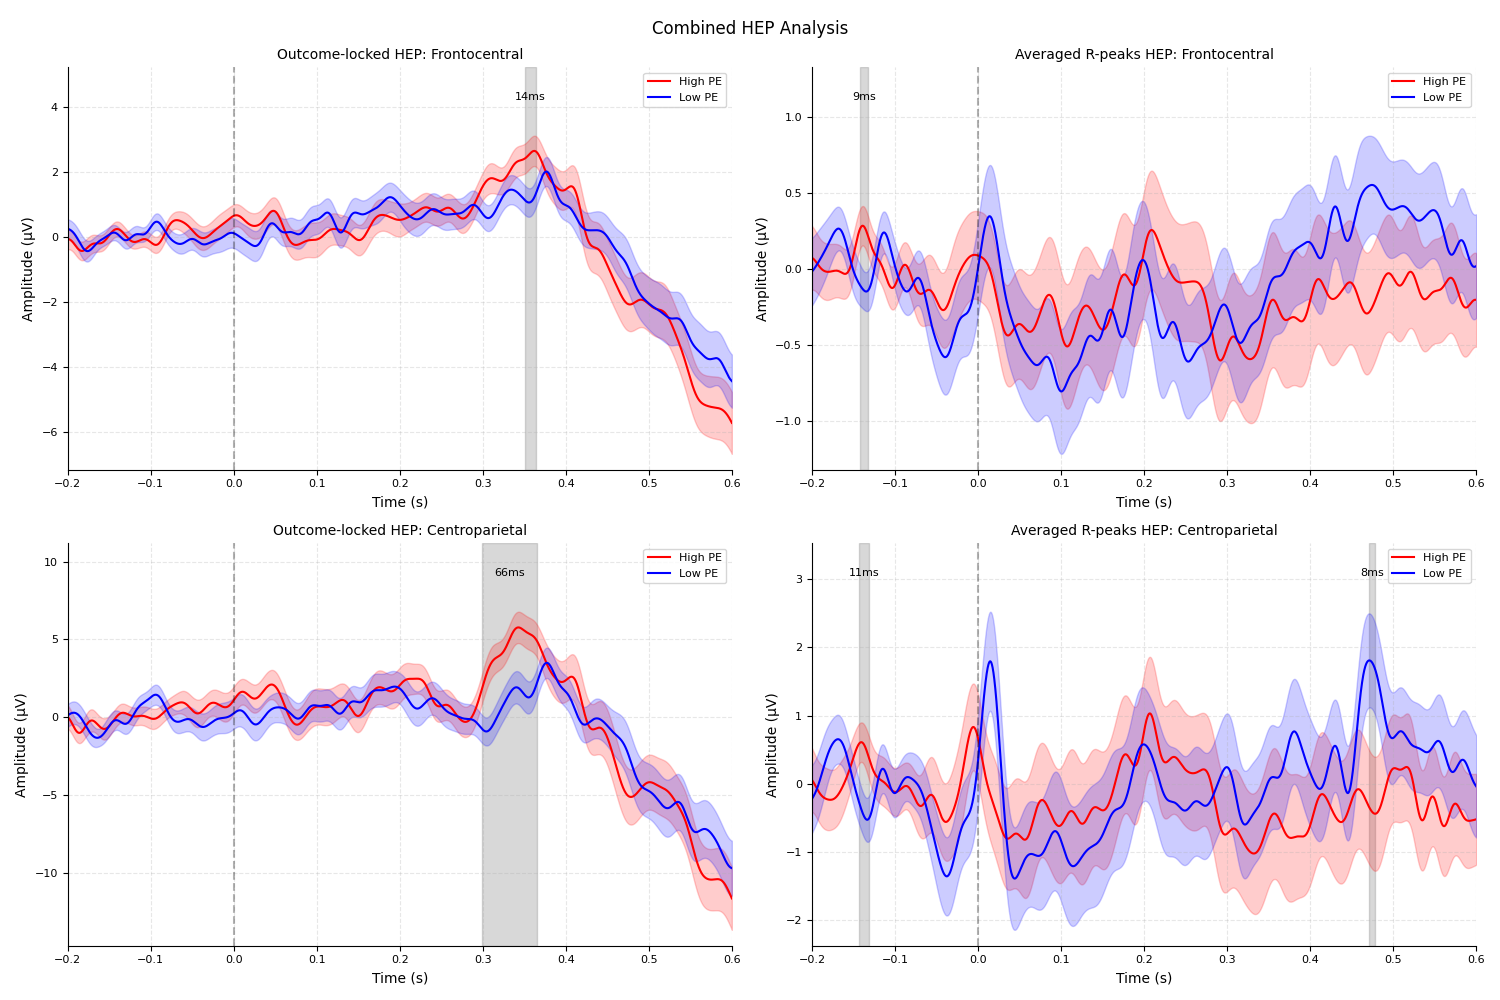 Combined HEP Analysis
Outcome-locked HEP: Frontocentral
High PE
Low PE
14ms
Amplitude (µV)
4
2
0
−2
−4
−6
−0.2 −0.1 0.0 0.1 0.2 0.3 0.4 0.5 0.6
Time (s)
Averaged R-peaks HEP: Frontocentral
High PE
Low PE
9ms
Amplitude (µV)
1.0
0.5
0.0
−0.5
−1.0
−0.2 −0.1 0.0 0.1 0.2 0.3 0.4 0.5 0.6
Time (s)
Outcome-locked HEP: Centroparietal
High PE
Low PE
66ms
Amplitude (µV)
10
5
0
−5
−10
−0.2 −0.1 0.0 0.1 0.2 0.3 0.4 0.5 0.6
Time (s)
Averaged R-peaks HEP: Centroparietal
High PE
Low PE
11ms 8ms
Amplitude (µV)
3
2
1
0
−1
−2
−0.2 −0.1 0.0 0.1 0.2 0.3 0.4 0.5 0.6
Time (s)